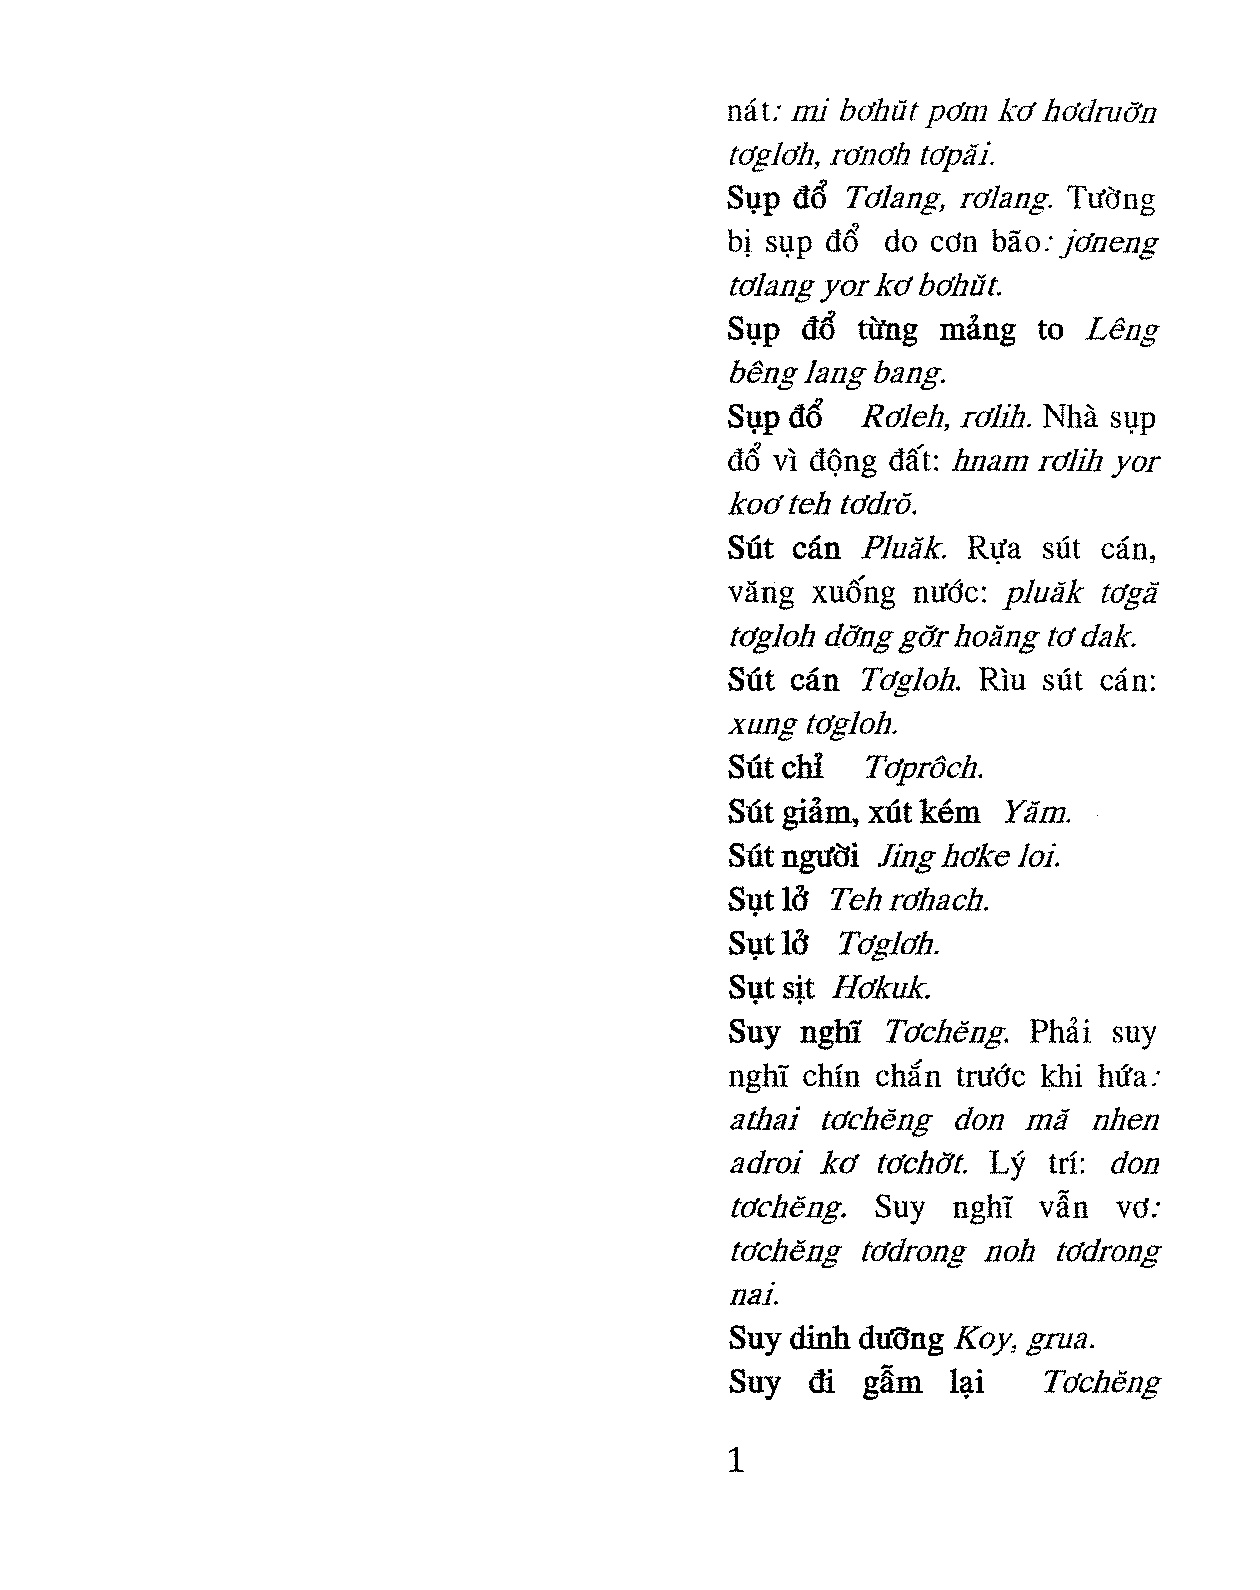 nát: mi bơhŭt pơm kơ hơdruơ̆n
tơglơh, rơnơh tơpăi.
Sụp đổ Tơlang, rơlang. Tường
bị sụp đổ do cơn bão: jơneng
tơlang yor kơ bơhŭt.
Sụp đổ từng mảng to Lêng
bêng lang bang.
Sụp đổ Rơleh, rơlih. Nhà sụp
đổ vì động đất: hnam rơlih yor
koơ teh tơdrŏ.
Sút cán Pluăk. Rựa sút cán,
văng xuống nước: pluăk tơgă
tơgloh dơ̆ng gơ̆r hoăng tơ dak.
Sút cán Tơgloh. Rìu sút cán:
xung tơgloh.
Sút chỉ Tơprôch.
Sút giảm, xút kém Yăm.
Sút người Jing hơke loi.
Sụt lở Teh rơhach.
Sụt lở Tơglơh.
Sụt sịt Hơkuk.
Suy nghĩ Tơchĕng. Phải suy
nghĩ chín chắn trước khi hứa:
athai tơchĕng don mă nhen
adroi kơ tơchơ̆t. Lý trí: don
tơchĕng. Suy nghĩ vẫn vơ:
tơchĕng tơdrong noh tơdrong
nai.
Suy dinh dưỡng Koy, grua.
Suy đi gẫm lại Tơchĕng
1